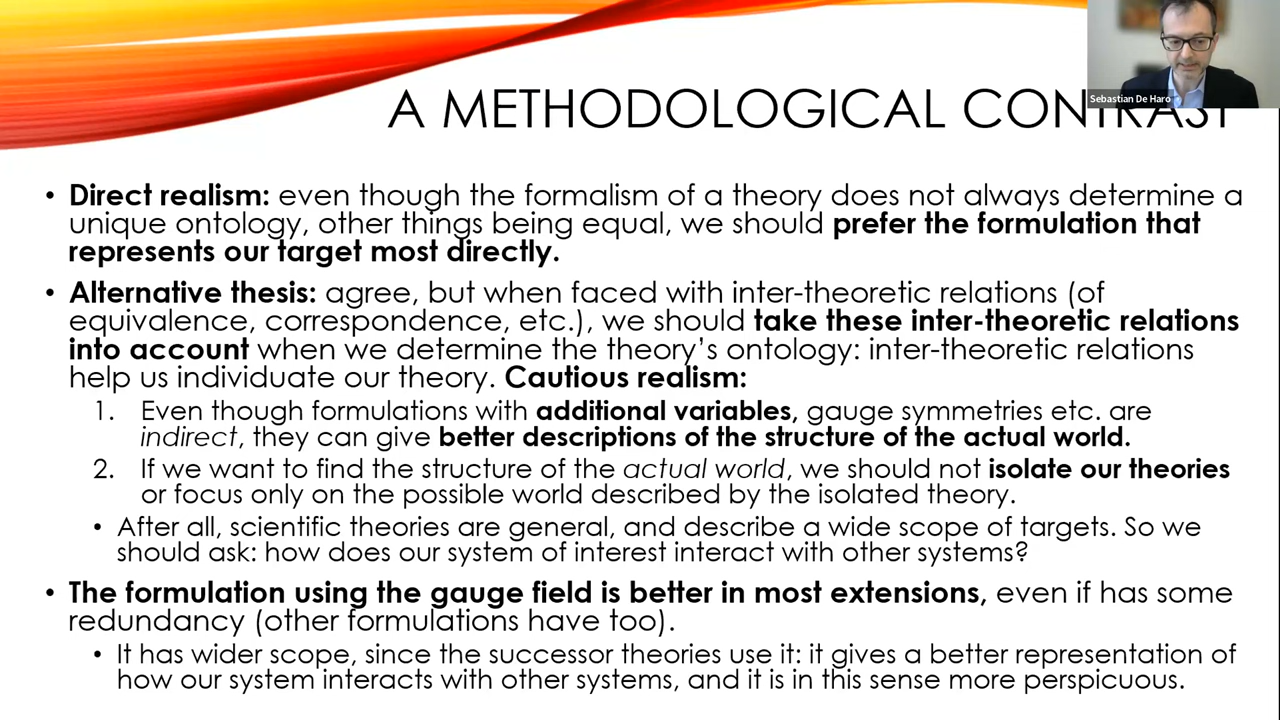 Sebastian De Haro
A METHODOLOGICAL CONTRAST
• Direct realism: even though the formalism of a theory does not always determine a
unique ontology, other things being equal, we should prefer the formulation that
represents our target most directly.
• Alternative thesis: agree, but when faced with inter-theoretic relations (of
equivalence, correspondence, etc.), we should take these inter-theoretic relations
into account when we determine the theory's ontology: inter-theoretic relations
help us individuate our theory. Cautious realism:
1. Even though formulations with additional variables, gauge symmetries etc. are
indirect, they can give better descriptions of the structure of the actual world.
2. If we want to find the structure of the actual world, we should not isolate our theories
or focus only on the possible world described by the isolated theory.
• After all, scientific theories are general, and describe a wide scope of targets. So we
should ask: how does our system of interest interact with other systems?
• The formulation using the gauge field is better in most extensions, even if has some
redundancy (other formulations have too).
• It has wider scope, since the successor theories use it: it gives a better representation of
how our system interacts with other systems, and it is in this sense more perspicuous.